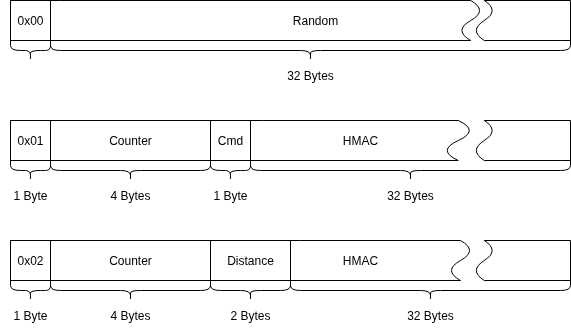 0x00 Random
32 Bytes
0x01 Counter Cmd HMAC
1 Byte 4 Bytes 1 Byte 32 Bytes
0x02 Counter Distance HMAC
1 Byte 4 Bytes 2 Bytes 32 Bytes